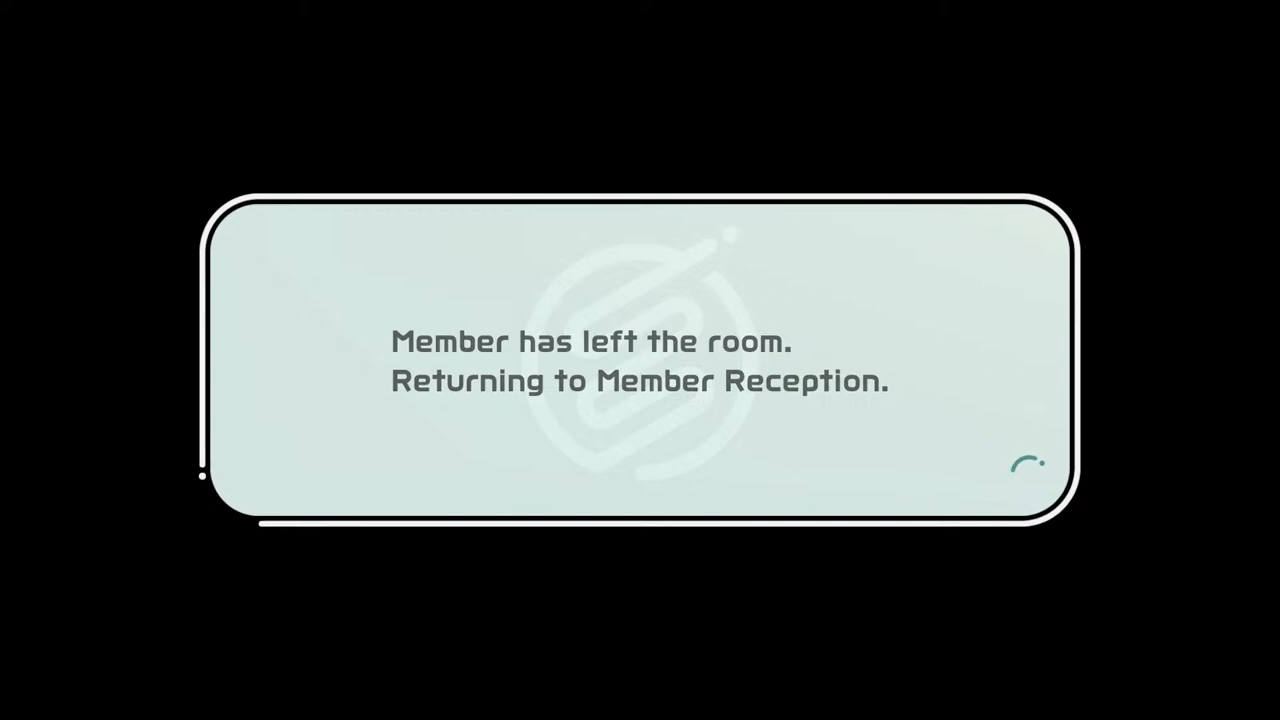 Member has left the room.
Returning to Member Reception.